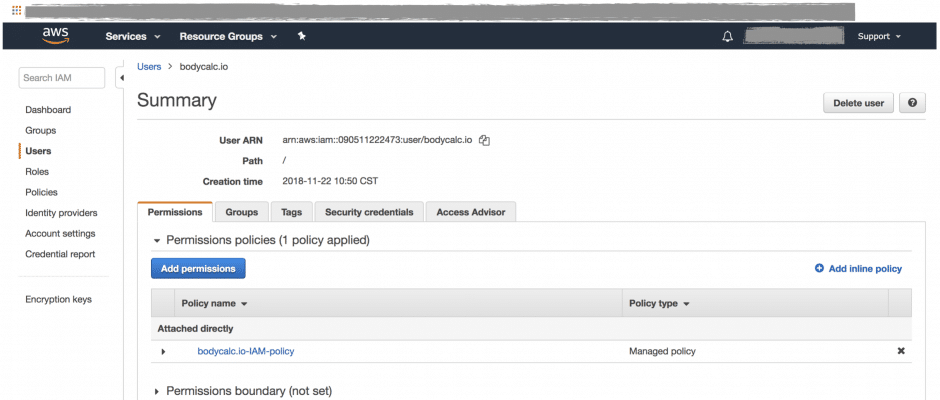 aws
Services Resource Groups Support
Search IAM
Users > bodycalc.io
Summary
Delete user ?
Dashboard
Groups
Users
Roles
Policies
Identity providers
Account settings
Credential report
Encryption keys
User ARN arn:aws:iam::090511222473:user/bodycalc.io
Path /
Creation time 2018-11-22 10:50 CST
Permissions Groups Tags Security credentials Access Advisor
Permissions policies (1 policy applied)
Add permissions Add inline policy
Policy name Policy type
Attached directly
bodycalc.io-IAM-policy Managed policy
Permissions boundary (not set)